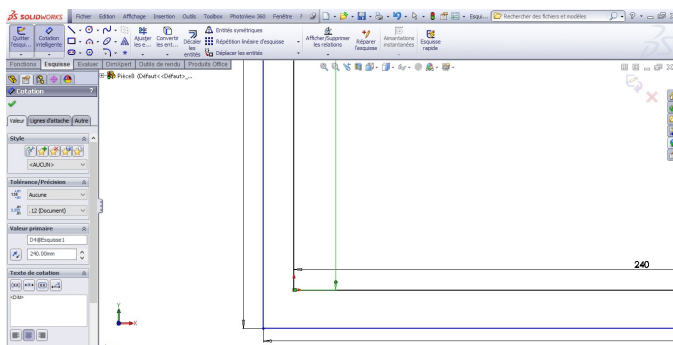 SOLIDWORKS Fichier Edition Affichage Insertion Outils Toolbox PhotoView 360 Fenêtre ? Esqui... Rechercher des fichiers et modèles
Quitter l'esqui... Cotation intelligente Ajuster les e... Convertir les ent... Décaler les entités Entités symétriques
Répétition linéaire d'esquisse
Déplacer les entités
Afficher/Supprimer les relations Réparer l'esquisse Aimantations instantanées Esquisse rapide
Fonctions Esquisse Evaluer DimXpert Outils de rendu Produits Office
Pièce8 (Défaut<<Défaut>_...
Cotation ?
Valeur Lignes d'attache Autre
Style
<AUCUN>
Tolérance/Précision
Aucune
.12 (Document)
Valeur primaire
D4@Esquisse1
240.00mm
Texte de cotation
<DIM>
240
Y
X